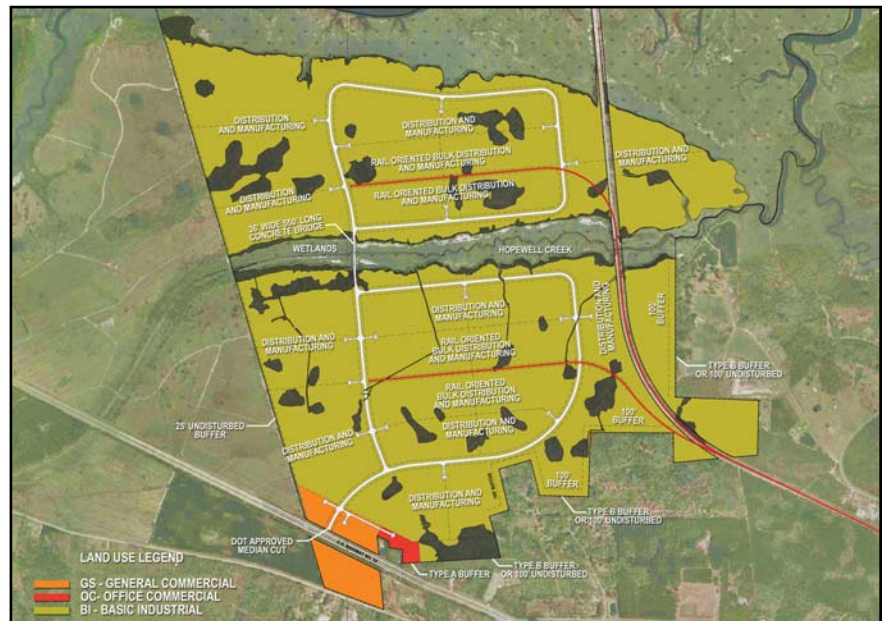 DISTRIBUTION
AND MANUFACTURING
DISTRIBUTION AND
MANUFACTURING
RAIL ORIENTED BULK DISTRIBUTION
AND MANUFACTURING
DISTRIBUTION AND
MANUFACTURING
DISTRIBUTION
AND MANUFACTURING
RAIL ORIENTED BULK DISTRIBUTION
AND MANUFACTURING
36' WIDE 550' LONG
CONCRETE BRIDGE
WETLANDS
HOPEWELL CREEK
DISTRIBUTION AND
MANUFACTURING
DISTRIBUTION AND
MANUFACTURING
100'
BUFFER
DISTRIBUTION
AND MANUFACTURING
RAIL ORIENTED
BULK DISTRIBUTION
AND MANUFACTURING
TYPE B BUFFER
OR 100' UNDISTURBED
RAIL ORIENTED
BULK DISTRIBUTION
AND MANUFACTURING
25' UNDISTURBED
BUFFER
DISTRIBUTION AND
MANUFACTURING
DISTRIBUTION AND
MANUFACTURING
100'
BUFFER
DISTRIBUTION AND
MANUFACTURING
100'
BUFFER
TYPE B BUFFER
OR 100' UNDISTURBED
DOT APPROVED
MEDIAN CUT
TYPE A BUFFER
TYPE B BUFFER
OR 100' UNDISTURBED
LAND USE LEGEND
GS - GENERAL COMMERCIAL
OC- OFFICE COMMERCIAL
BI - BASIC INDUSTRIAL